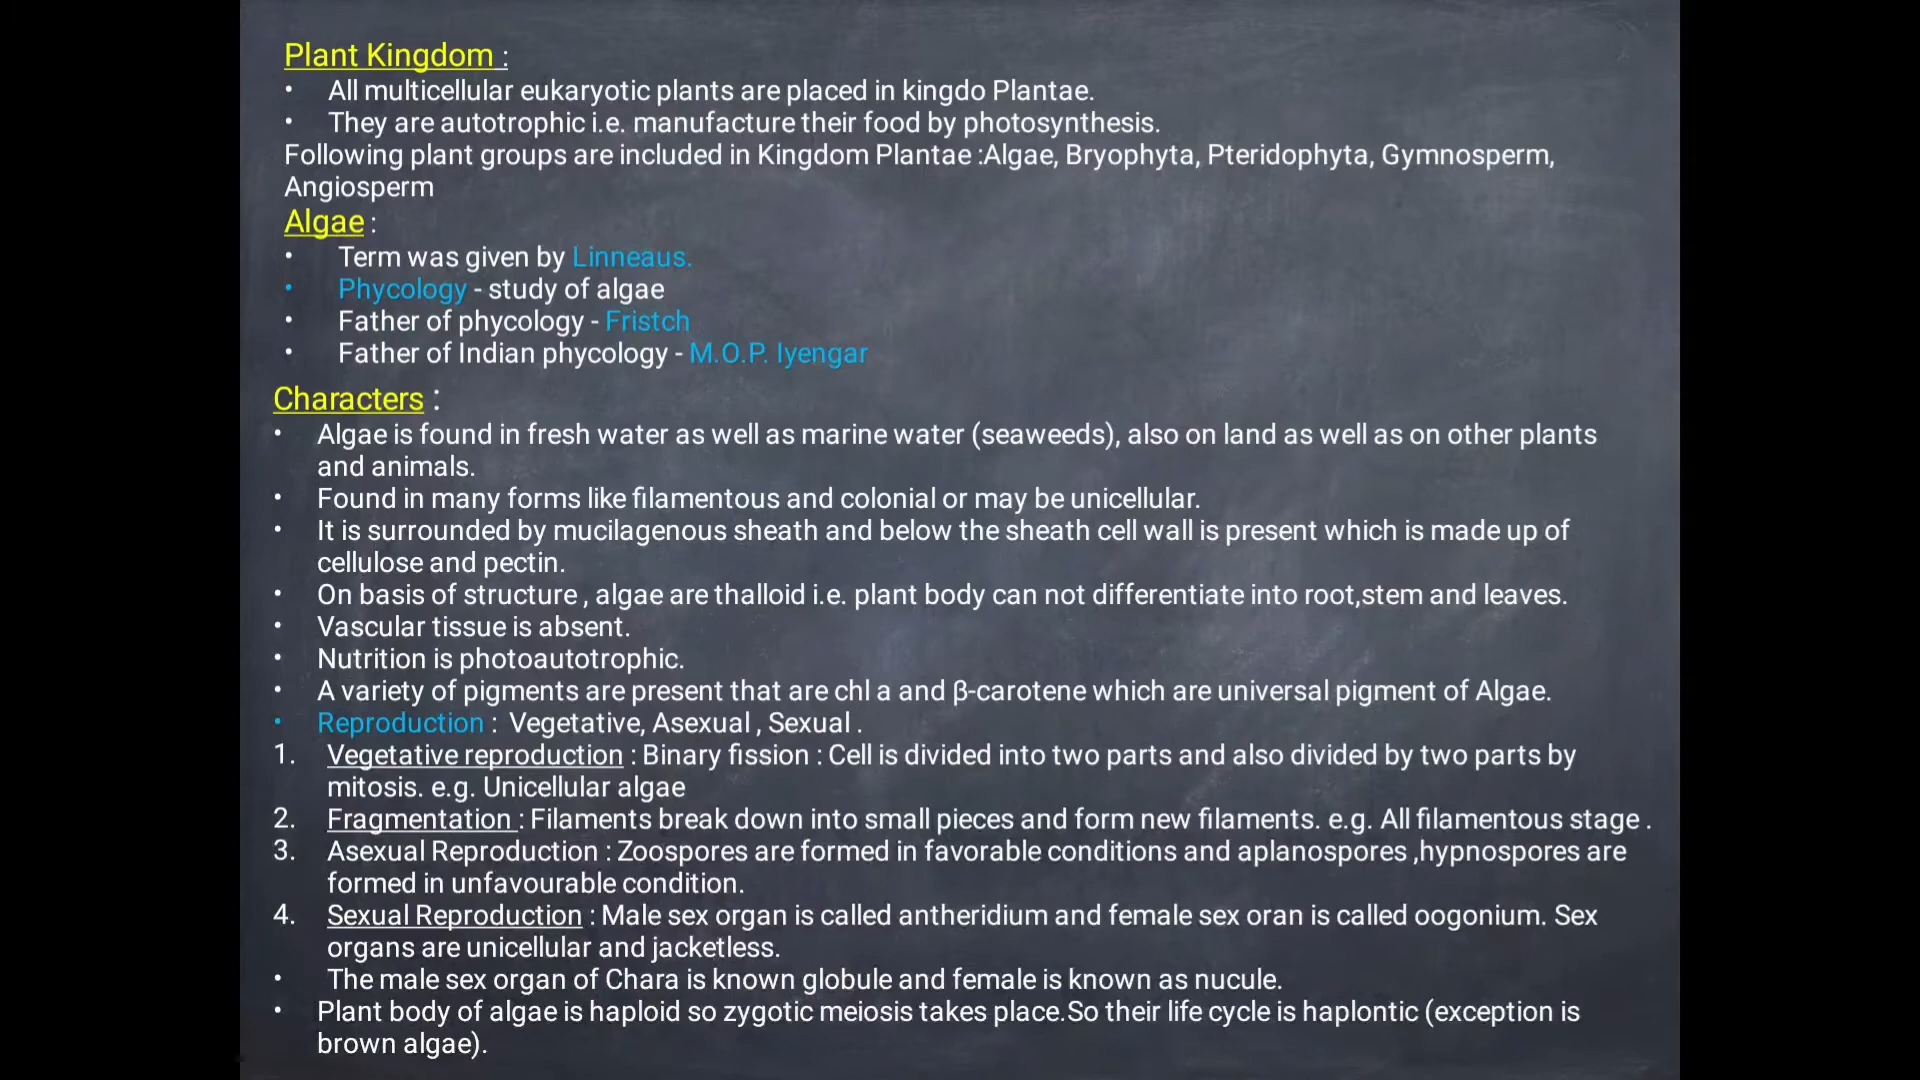 Plant Kingdom :
• All multicellular eukaryotic plants are placed in kingdo Plantae.
• They are autotrophic i.e. manufacture their food by photosynthesis.
Following plant groups are included in Kingdom Plantae :Algae, Bryophyta, Pteridophyta, Gymnosperm,
Angiosperm
Algae :
• Term was given by Linneaus.
• Phycology - study of algae
• Father of phycology - Fristch
• Father of Indian phycology - M.O.P. Iyengar
Characters :
• Algae is found in fresh water as well as marine water (seaweeds), also on land as well as on other plants
and animals.
• Found in many forms like filamentous and colonial or may be unicellular.
• It is surrounded by mucilagenous sheath and below the sheath cell wall is present which is made up of
cellulose and pectin.
• On basis of structure , algae are thalloid i.e. plant body can not differentiate into root,stem and leaves.
• Vascular tissue is absent.
• Nutrition is photoautotrophic.
• A variety of pigments are present that are chl a and β-carotene which are universal pigment of Algae.
• Reproduction : Vegetative, Asexual , Sexual .
1. Vegetative reproduction : Binary fission : Cell is divided into two parts and also divided by two parts by
mitosis. e.g. Unicellular algae
2. Fragmentation : Filaments break down into small pieces and form new filaments. e.g. All filamentous stage .
3. Asexual Reproduction : Zoospores are formed in favorable conditions and aplanospores ,hypnospores are
formed in unfavourable condition.
4. Sexual Reproduction : Male sex organ is called antheridium and female sex oran is called oogonium. Sex
organs are unicellular and jacketless.
• The male sex organ of Chara is known globule and female is known as nucule.
• Plant body of algae is haploid so zygotic meiosis takes place.So their life cycle is haplontic (exception is
brown algae).